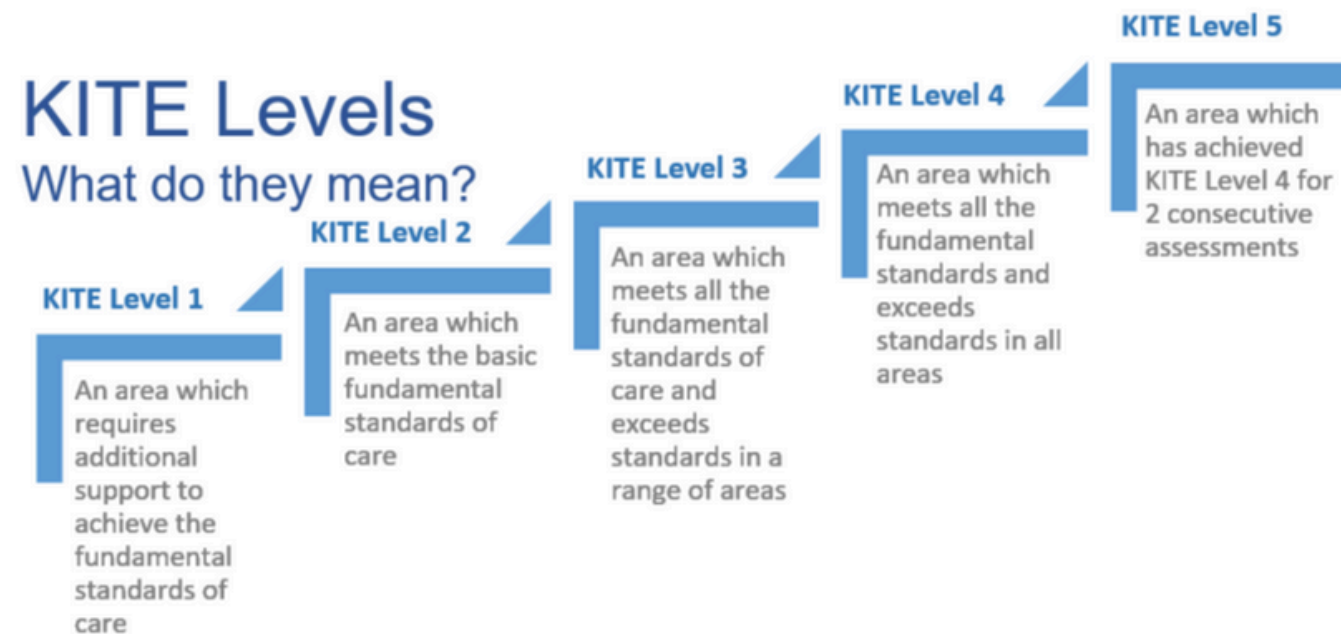 KITE Levels
What do they mean?
KITE Level 1
An area which
requires
additional
support to
achieve the
fundamental
standards of
care
KITE Level 2
An area which
meets the basic
fundamental
standards of
care
KITE Level 3
An area which
meets all the
fundamental
standards of
care and
exceeds
standards in a
range of areas
KITE Level 4
An area which
meets all the
fundamental
standards and
exceeds
standards in all
areas
KITE Level 5
An area which
has achieved
KITE Level 4 for
2 consecutive
assessments